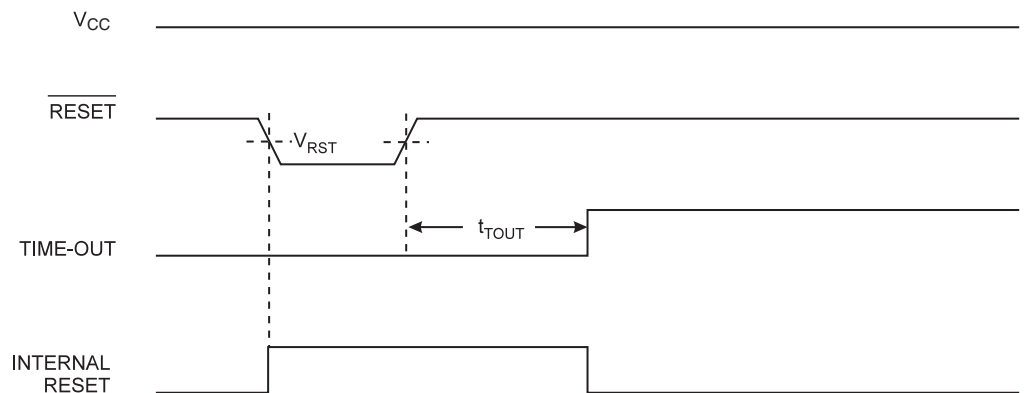 VCC
RESET
VRST
tTOUT
TIME-OUT
INTERNAL
RESET